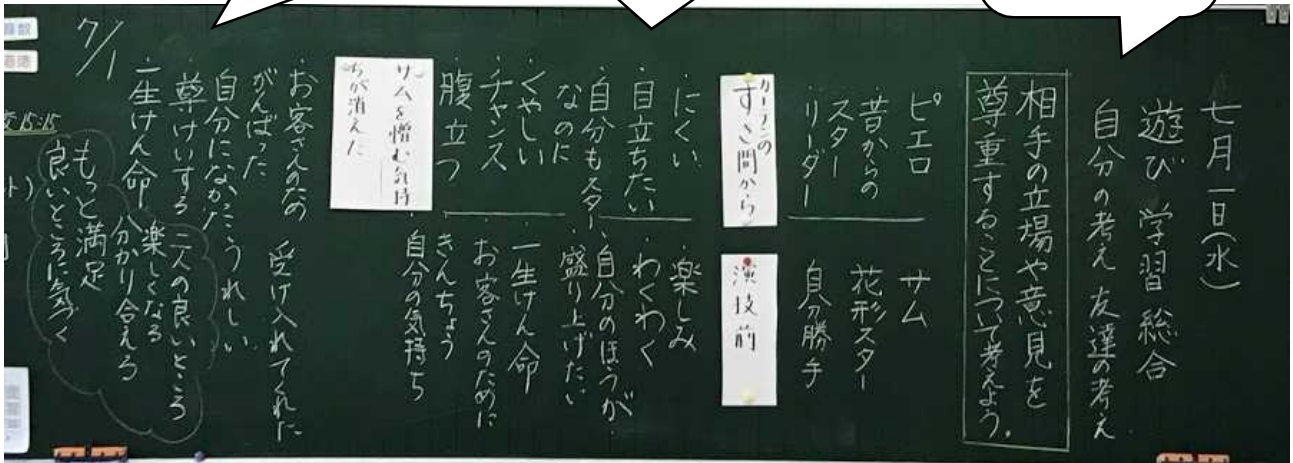 七月一日(水)
遊び 学習 総合
自分の考え 友達の考え
相手の立場や意見を
尊重することについて考えよう。
ピエロ
昔からの
スター
リーダー
サム
花形スター
自分勝手
カーテンの
すき間から
演技前
・にくい
・目立ちたい
・自分もスター
なのに
・くやしい
・チャンス
・腹立つ
・楽しみ
・わくわく
・自分のほうが
盛り上げたい
・一生けん命
お客さんのために
・きんちょう
・自分の気持ち
サムを憎む気持
ちが消えた
・お客さんのために
がんばった
受け入れてくれた
自分になかった
うれしい
・尊けいする
・一生けん命
二人の良いところ
楽しくなる
分かり合える
もっと満足
良いところに気づく
7/1
15:15